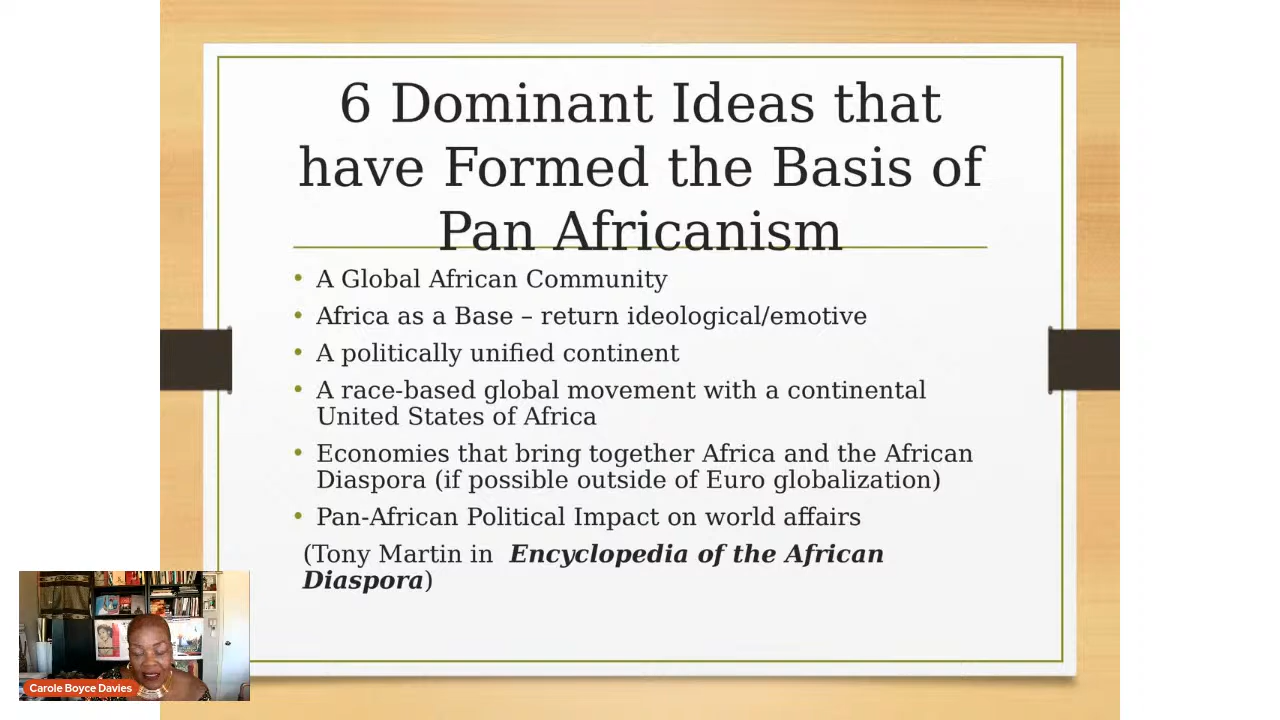 6 Dominant Ideas that
have Formed the Basis of
Pan Africanism
• A Global African Community
• Africa as a Base – return ideological/emotive
• A politically unified continent
• A race-based global movement with a continental
United States of Africa
• Economies that bring together Africa and the African
Diaspora (if possible outside of Euro globalization)
• Pan-African Political Impact on world affairs
(Tony Martin in Encyclopedia of the African
Diaspora)
Carole Boyce Davies